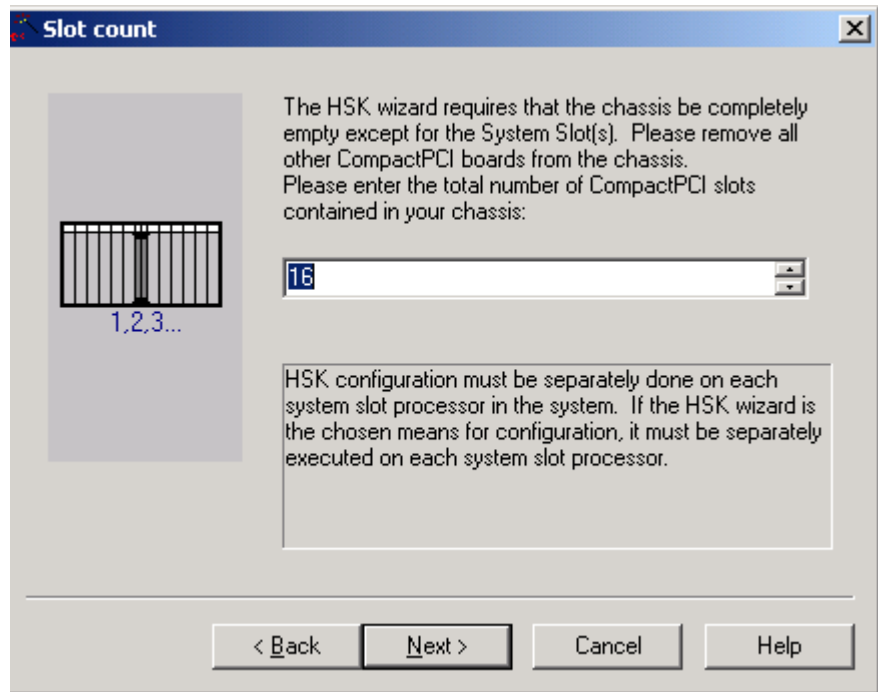 Slot count
The HSK wizard requires that the chassis be completely
empty except for the System Slot(s).  Please remove all
other CompactPCI boards from the chassis.
Please enter the total number of CompactPCI slots
contained in your chassis:
16
1,2,3...
HSK configuration must be separately done on each
system slot processor in the system.  If the HSK wizard is
the chosen means for configuration, it must be separately
executed on each system slot processor.
< Back
Next >
Cancel
Help